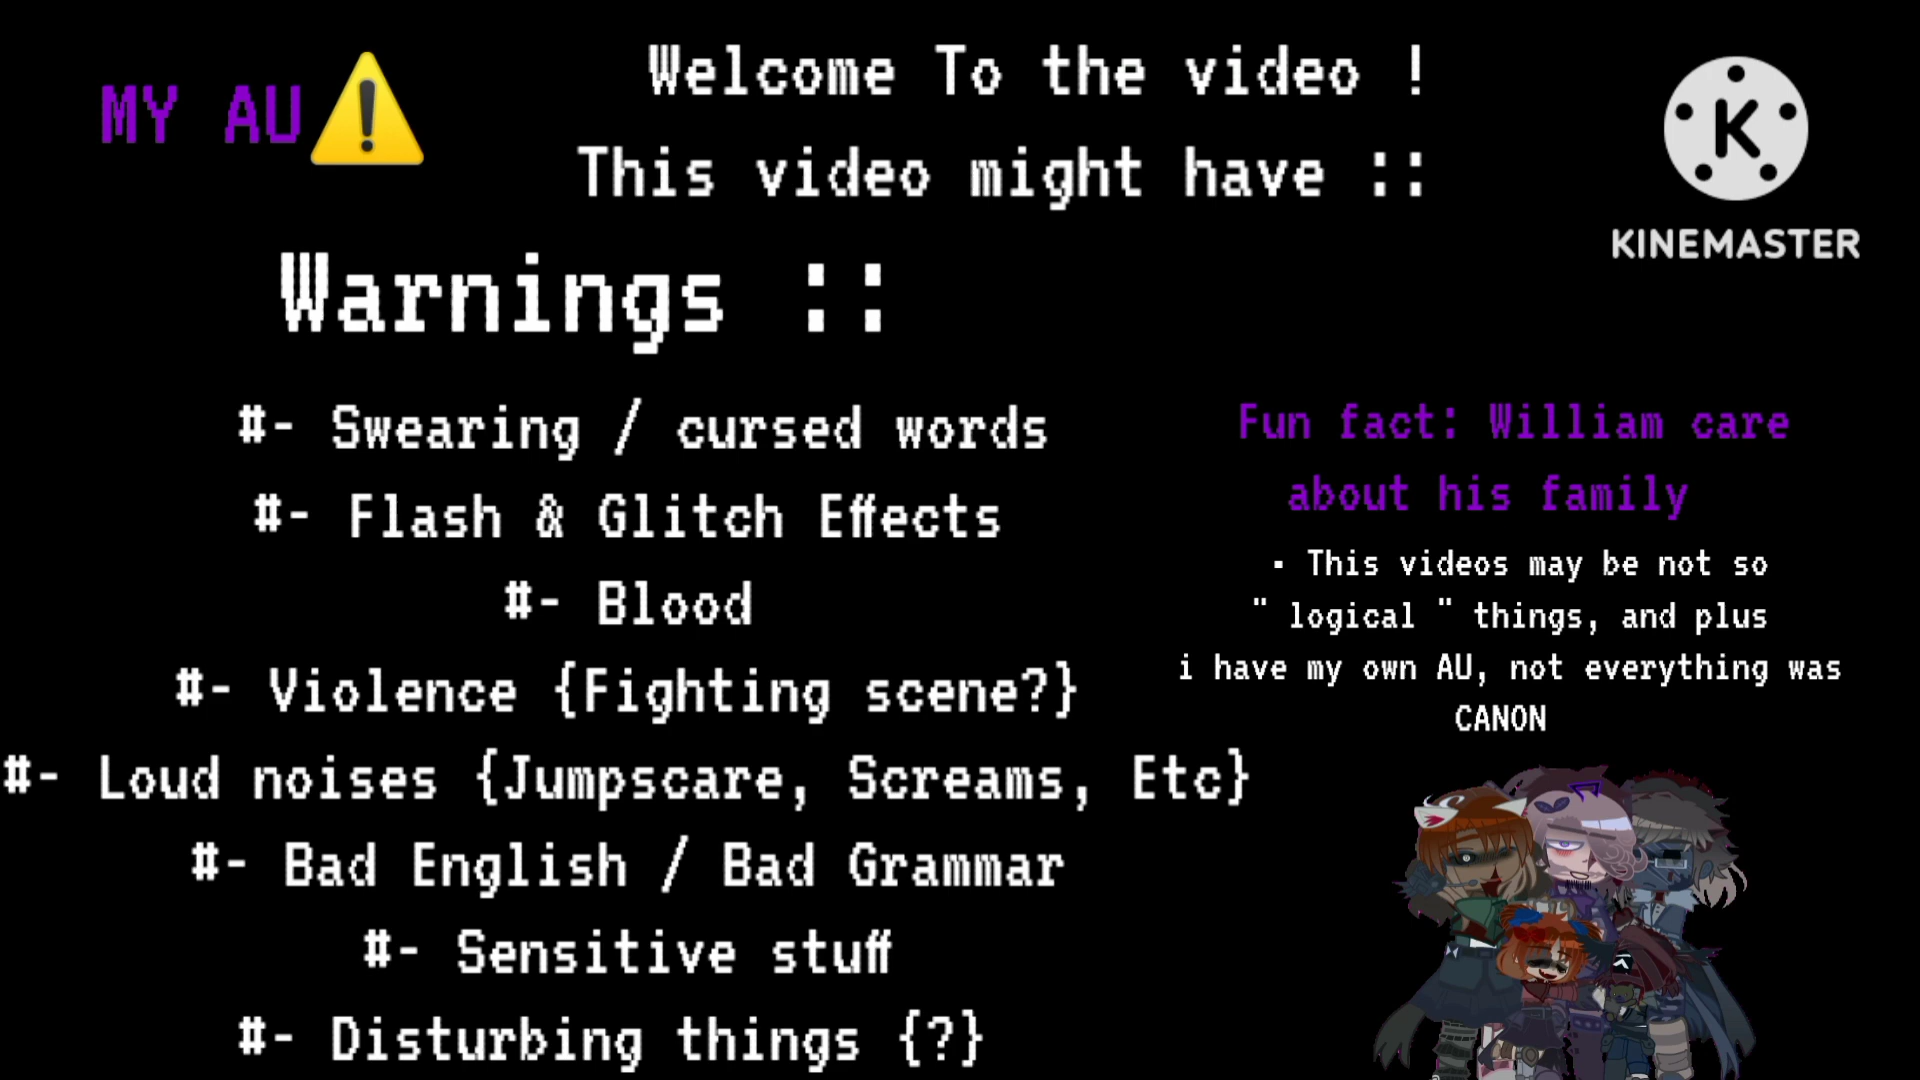 MY AU
Welcome To the video !
This video might have ::
KINEMASTER
Warnings ::
#- Swearing / cursed words
#- Flash & Glitch Effects
#- Blood
#- Violence {Fighting scene?}
#- Loud noises {Jumpscare, Screams, Etc}
#- Bad English / Bad Grammar
#- Sensitive stuff
#- Disturbing things {?}
Fun fact: William care
about his family
• This videos may be not so
" logical " things, and plus
i have my own AU, not everything was
CANON